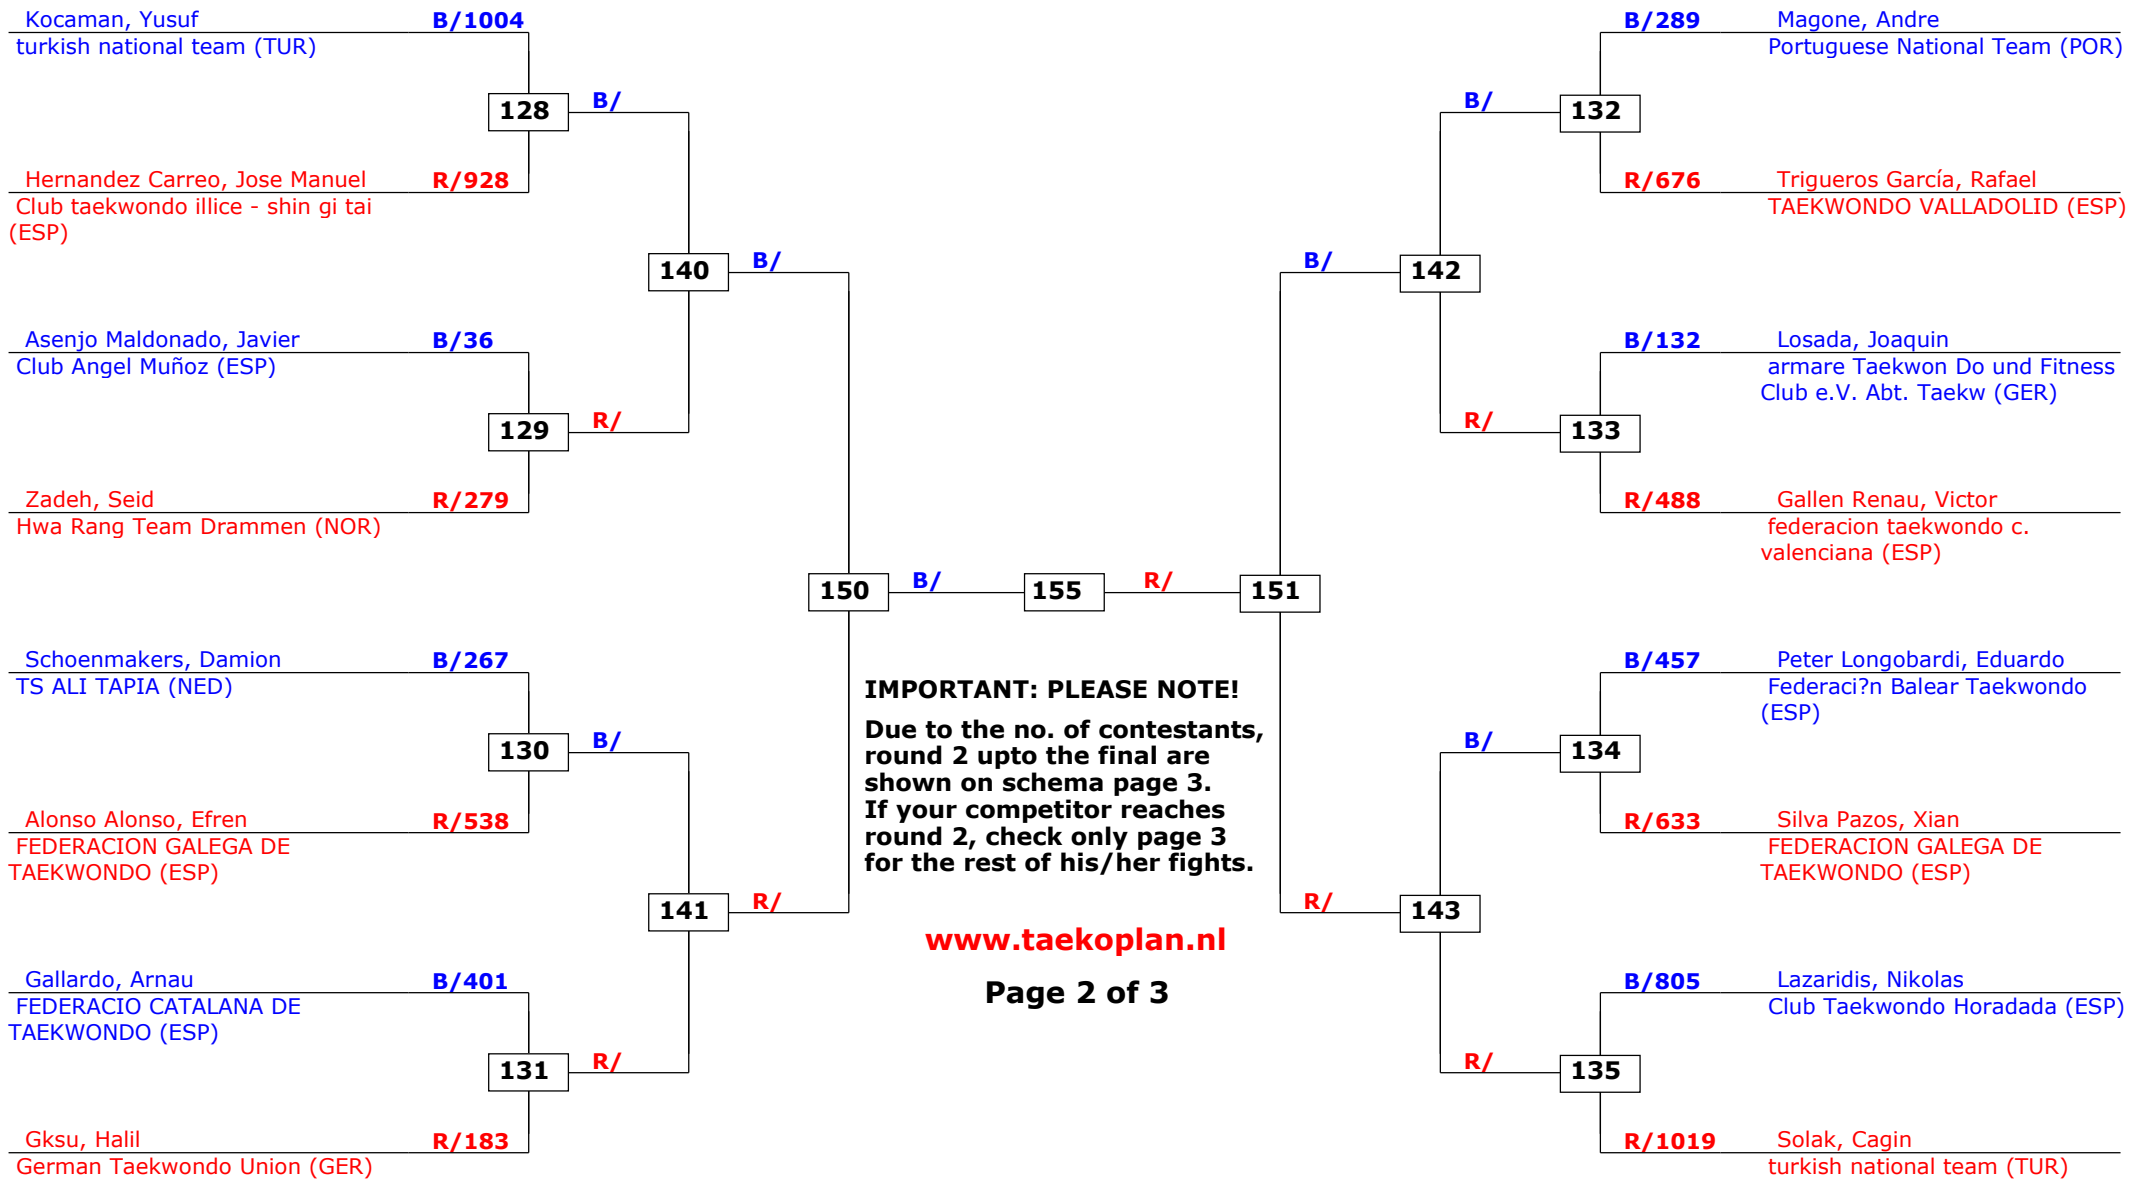 Kocaman, Yusuf B/1004
turkish national team (TUR)
128
B/
Hernandez Carreo, Jose Manuel R/928
Club taekwondo illice - shin gi tai
(ESP)
140
B/
Asenjo Maldonado, Javier B/36
Club Angel Muñoz (ESP)
129
R/
Zadeh, Seid R/279
Hwa Rang Team Drammen (NOR)
150
B/
155
R/
151
Schoenmakers, Damion B/267
TS ALI TAPIA (NED)
130
B/
Alonso Alonso, Efren R/538
FEDERACION GALEGA DE
TAEKWONDO (ESP)
141
R/
Gallardo, Arnau B/401
FEDERACIO CATALANA DE
TAEKWONDO (ESP)
131
R/
Gksu, Halil R/183
German Taekwondo Union (GER)
IMPORTANT: PLEASE NOTE!
Due to the no. of contestants,
round 2 upto the final are
shown on schema page 3.
If your competitor reaches
round 2, check only page 3
for the rest of his/her fights.
www.taekoplan.nl
Page 2 of 3
B/289 Magone, Andre
Portuguese National Team (POR)
B/
132
R/676 Trigueros García, Rafael
TAEKWONDO VALLADOLID (ESP)
B/
142
B/132 Losada, Joaquin
armare Taekwon Do und Fitness
Club e.V. Abt. Taekw (GER)
R/
133
R/488 Gallen Renau, Victor
federacion taekwondo c.
valenciana (ESP)
B/457 Peter Longobardi, Eduardo
Federaci?n Balear Taekwondo
(ESP)
B/
134
R/633 Silva Pazos, Xian
FEDERACION GALEGA DE
TAEKWONDO (ESP)
R/
143
B/805 Lazaridis, Nikolas
Club Taekwondo Horadada (ESP)
R/
135
R/1019 Solak, Cagin
turkish national team (TUR)